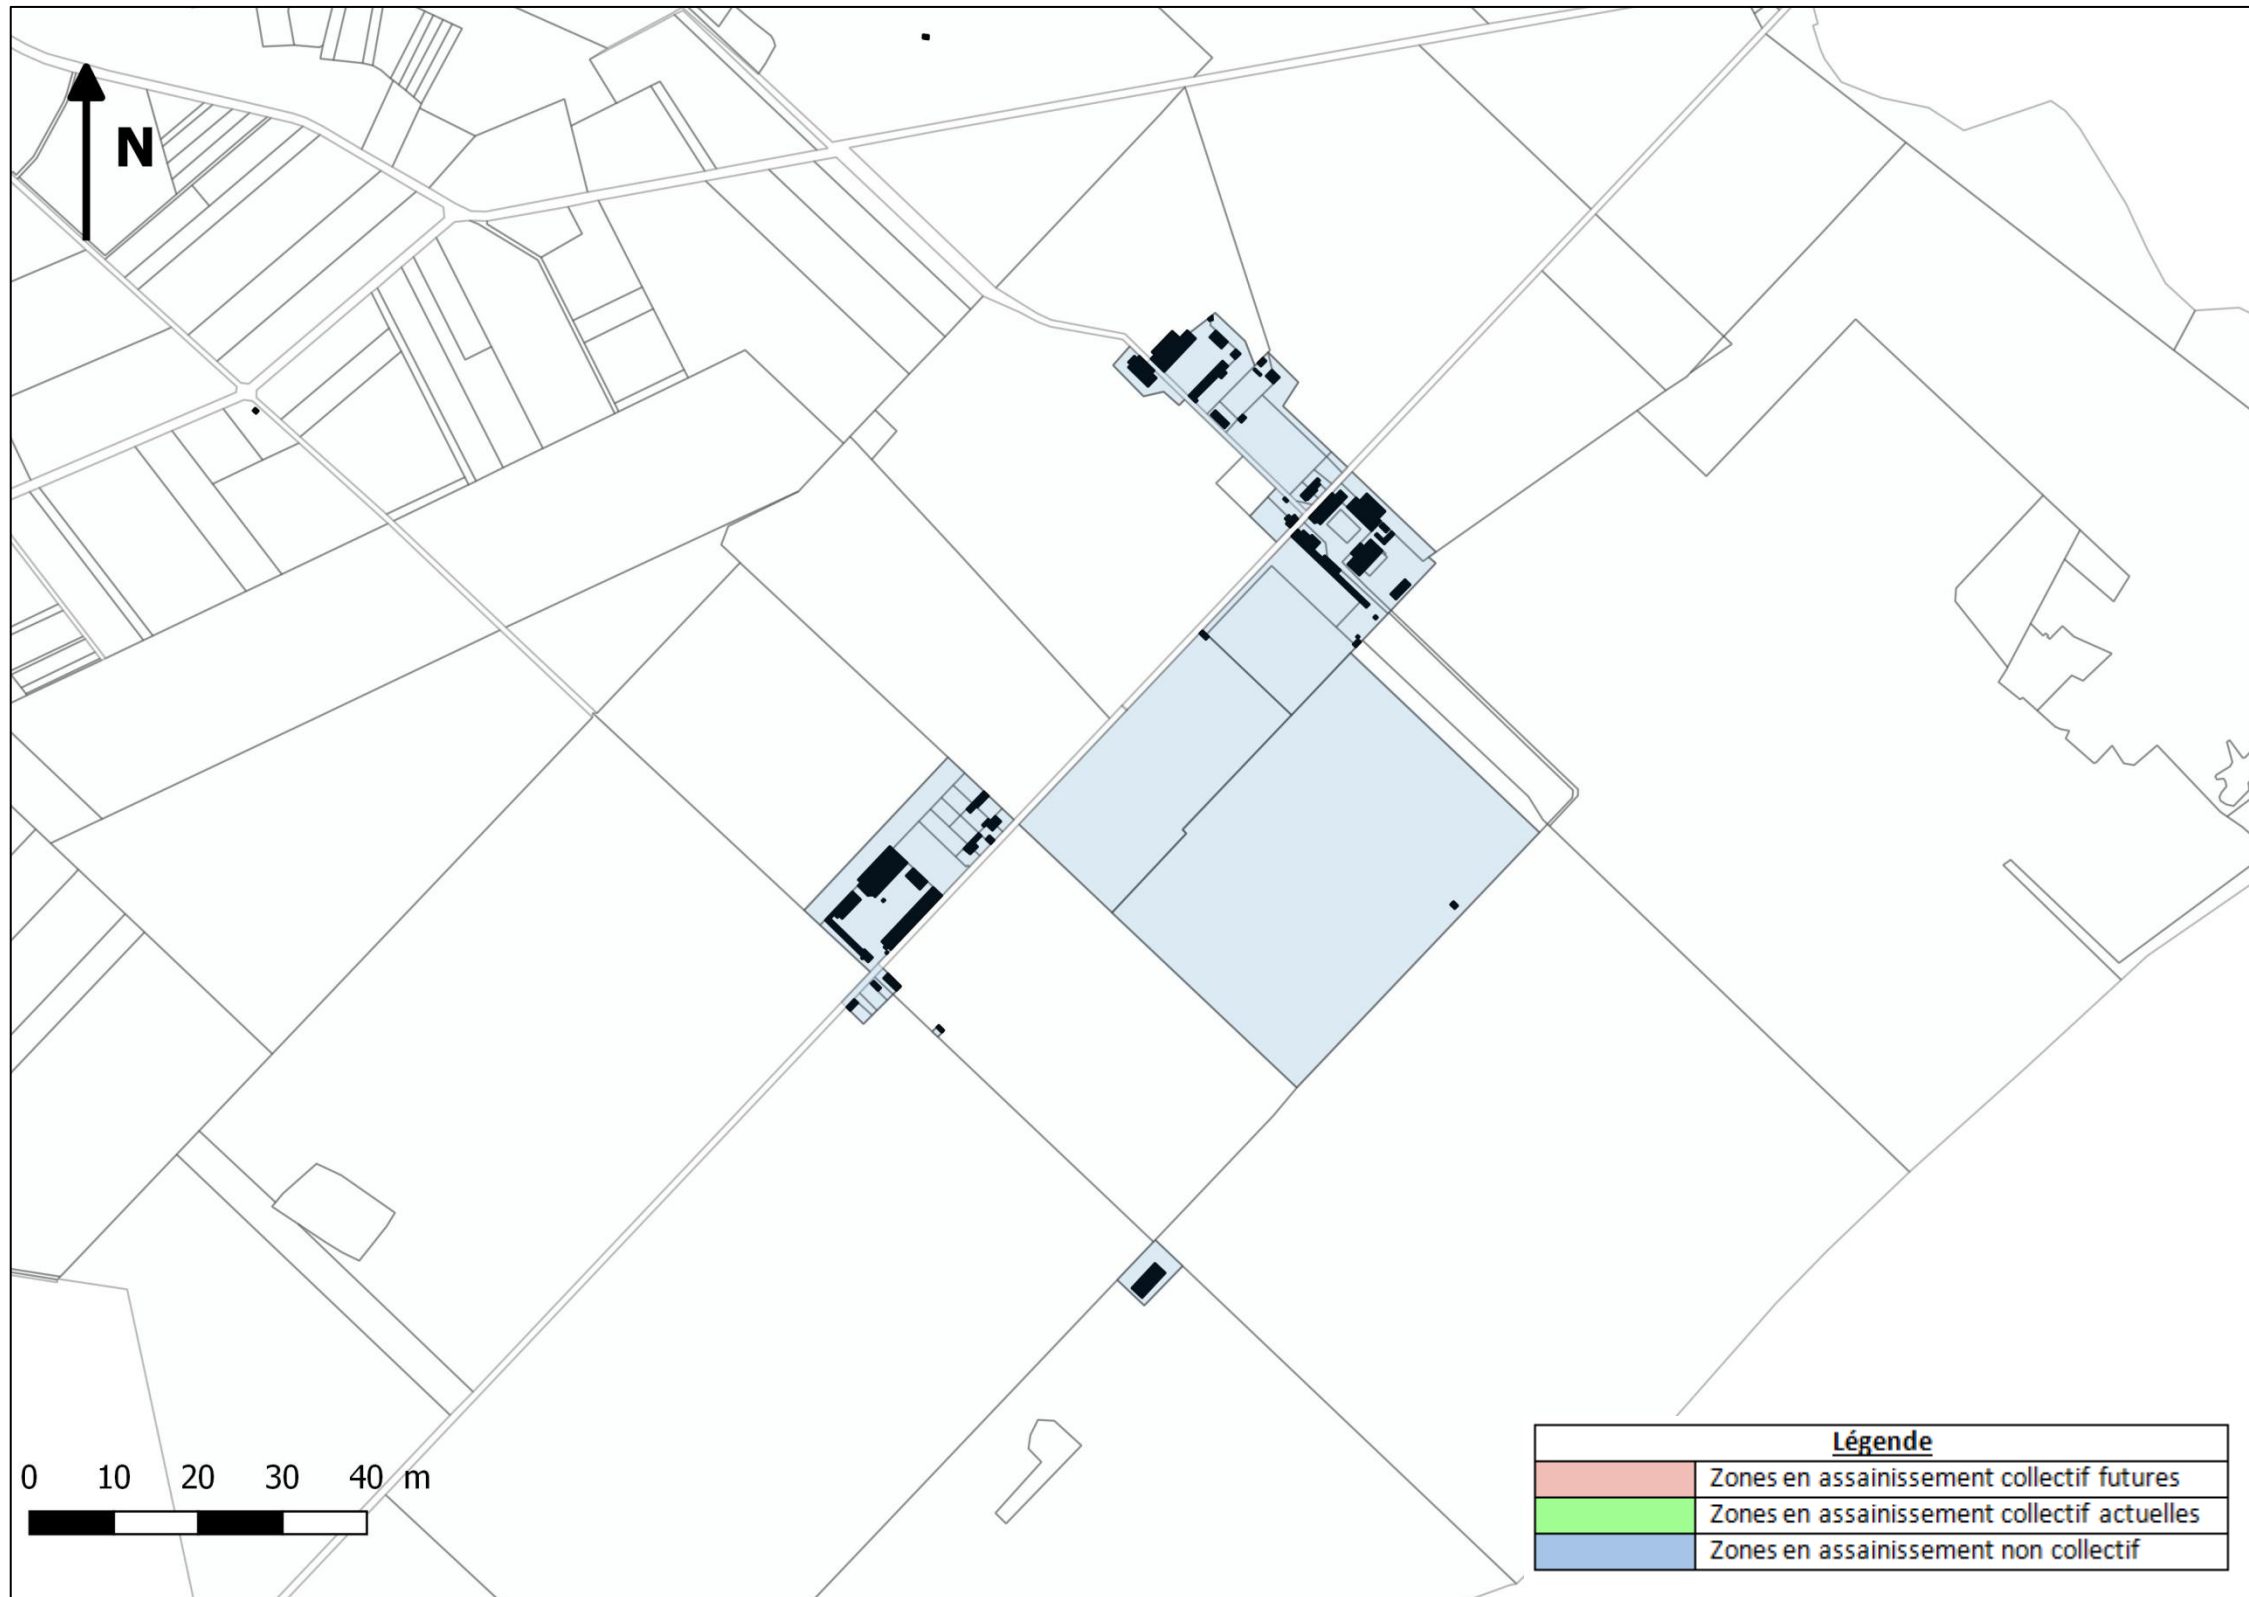 N
0 10 20 30 40 m
Légende
Zones en assainissement collectif futures
Zones en assainissement collectif actuelles
Zones en assainissement non collectif